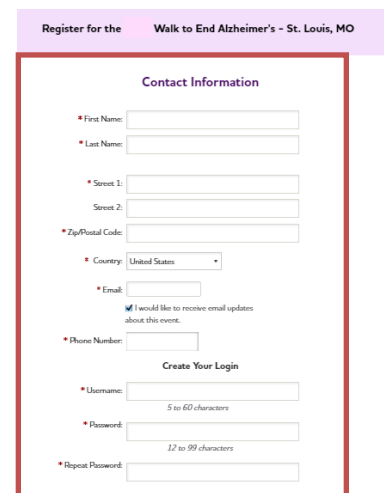 Register for the Walk to End Alzheimer's - St. Louis, MO
Contact Information
* First Name:
* Last Name:
* Street 1:
Street 2:
* Zip/Postal Code:
* Country: United States
* Email:
I would like to receive email updates
about this event.
* Phone Number:
Create Your Login
* Username:
5 to 60 characters
* Password:
12 to 99 characters
* Repeat Password: